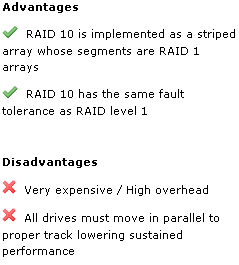 Advantages
RAID 10 is implemented as a striped
array whose segments are RAID 1
arrays
RAID 10 has the same fault
tolerance as RAID level 1
Disadvantages
Very expensive / High overhead
All drives must move in parallel to
proper track lowering sustained
performance